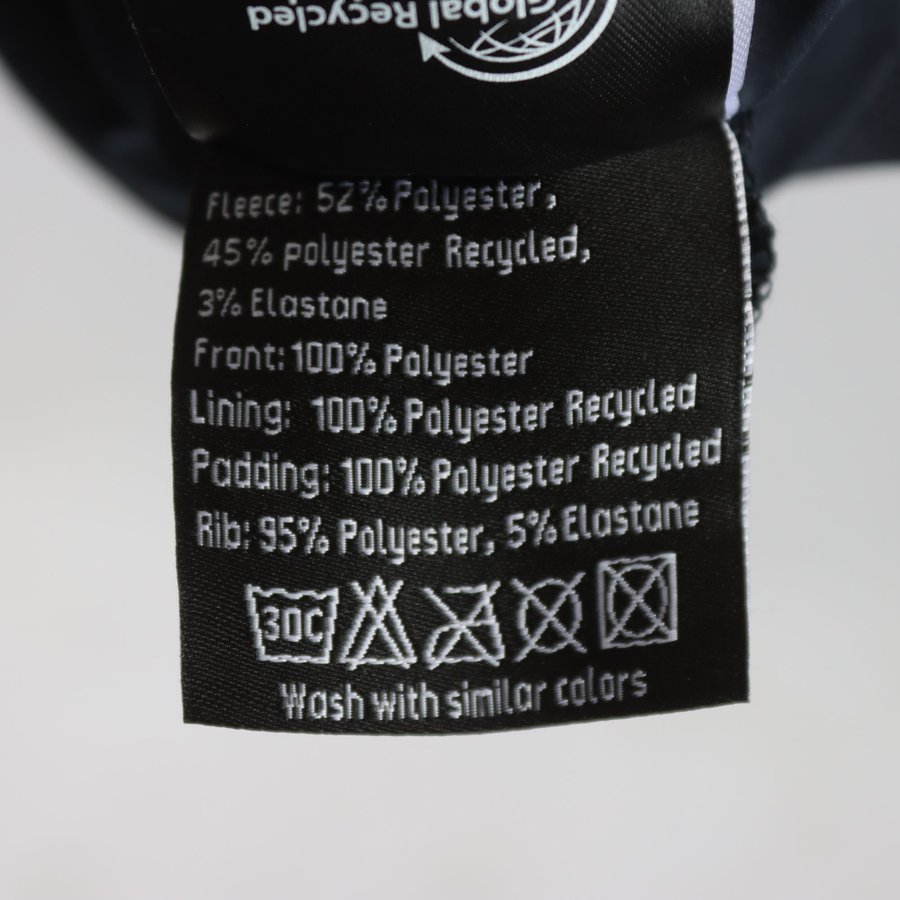 Global Recycled
Fleece: 52% Polyester,
45% polyester Recycled,
3% Elastane
Front: 100% Polyester
Lining: 100% Polyester Recycled
Padding: 100% Polyester Recycled
Rib: 95% Polyester, 5% Elastane
30C
Wash with similar colors